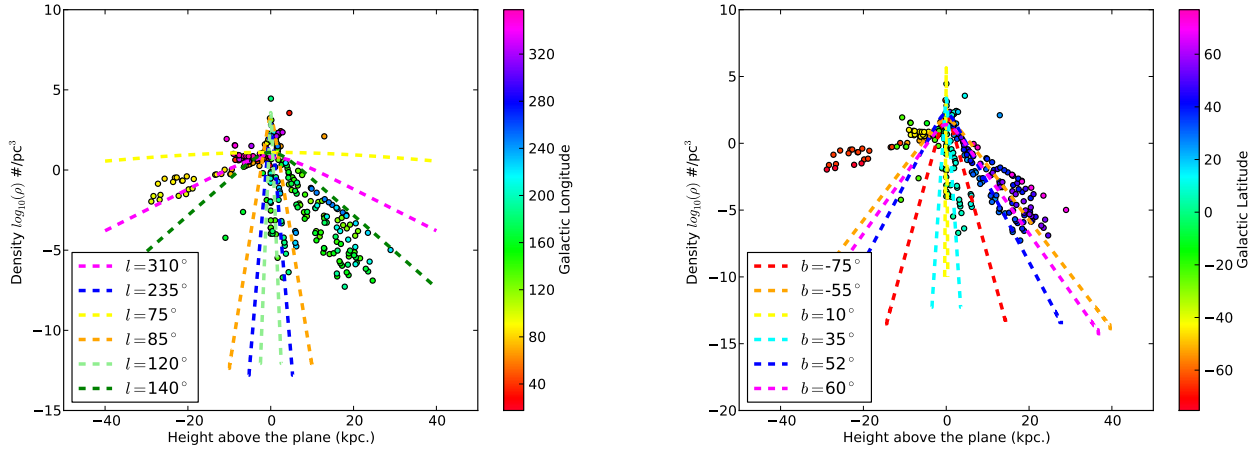 10
5
0
−5
−10
−15
−40
−20
0
20
40
Density log₁₀(ρ) #/pc³
Height above the plane (kpc.)
l=310°
l=235°
l=75°
l=85°
l=120°
l=140°
320
280
240
200
160
120
80
40
Galactic Longitude
10
5
0
−5
−10
−15
−20
−40
−20
0
20
40
Density log₁₀(ρ) #/pc³
Height above the plane (kpc.)
b=-75°
b=-55°
b=10°
b=35°
b=52°
b=60°
60
40
20
0
−20
−40
−60
Galactic Latitude